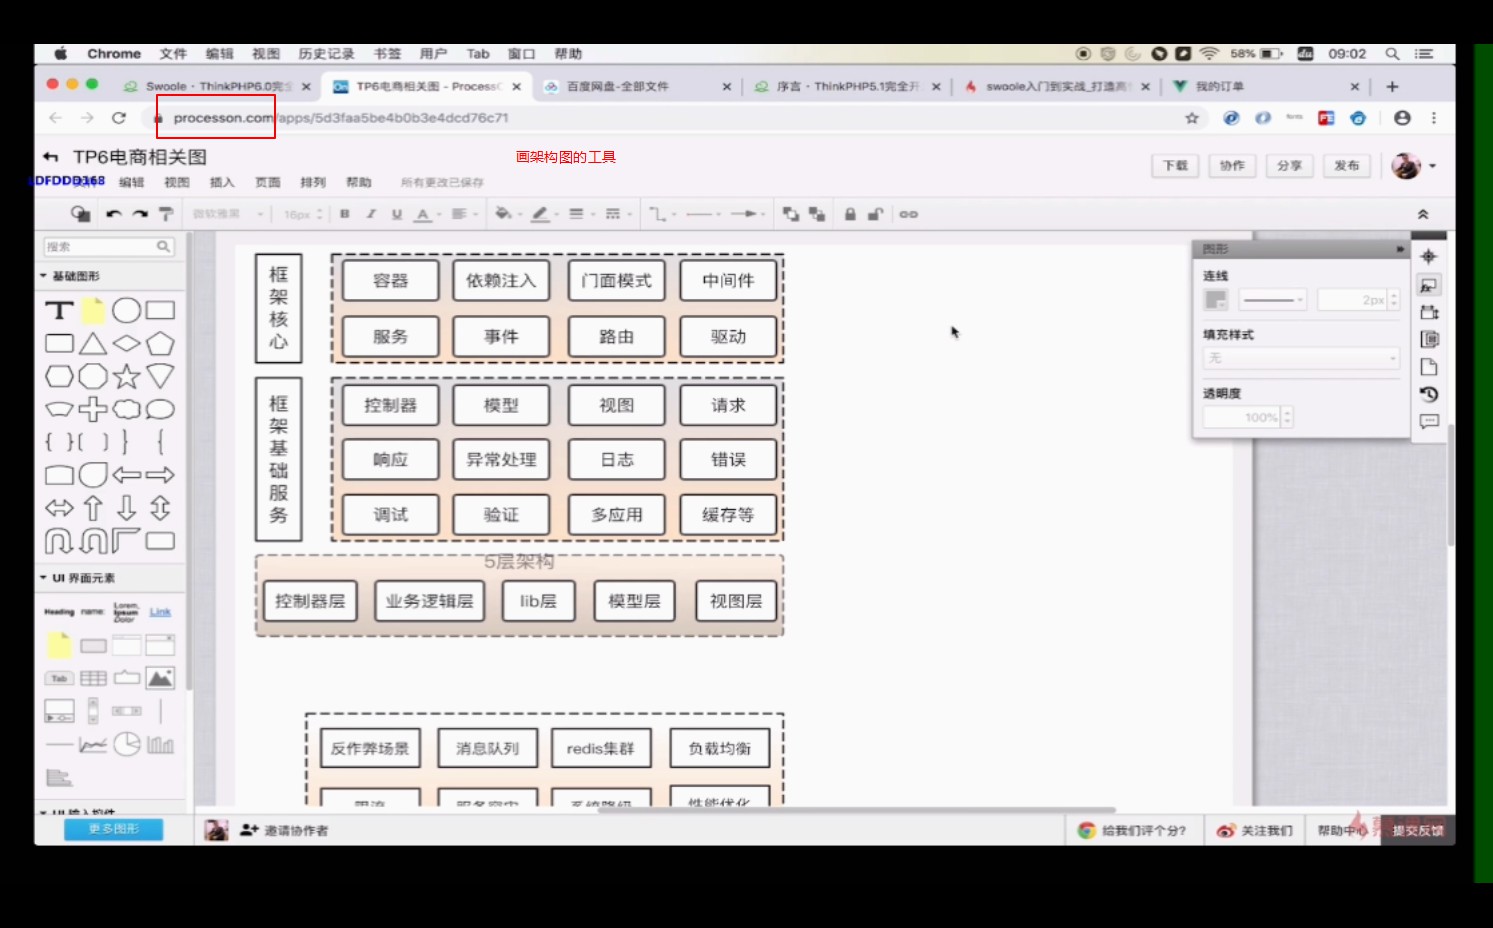 Chrome 文件 编辑 视图 历史记录 书签 用户 Tab 窗口 帮助 58% du 09:02
Swoole · ThinkPHP6.0完全 TP6电商相关图 - ProcessO 百度网盘-全部文件 序言 · ThinkPHP5.1完全开 swoole入门到实战_打造高 我的订单
processon.com/apps/5d3faa5be4b0b3e4dcd76c71
TP6电商相关图
画架构图的工具
下载 协作 分享 发布
DFDDD168 编辑 视图 插入 页面 排列 帮助 所有更改已保存
微软雅黑 16px B I U A
搜索
基础图形
T
UI 界面元素
Heading name: Lorem Ipsum Dolor Link
Tab
更多图形
框架核心
容器 依赖注入 门面模式 中间件
服务 事件 路由 驱动
框架基础服务
控制器 模型 视图 请求
响应 异常处理 日志 错误
调试 验证 多应用 缓存等
5层架构
控制器层 业务逻辑层 lib层 模型层 视图层
反作弊场景 消息队列 redis集群 负载均衡
性能优化
图形
连线
2px
填充样式
无
透明度
100%
邀请协作者
给我们评个分? 关注我们 帮助中心 提交反馈